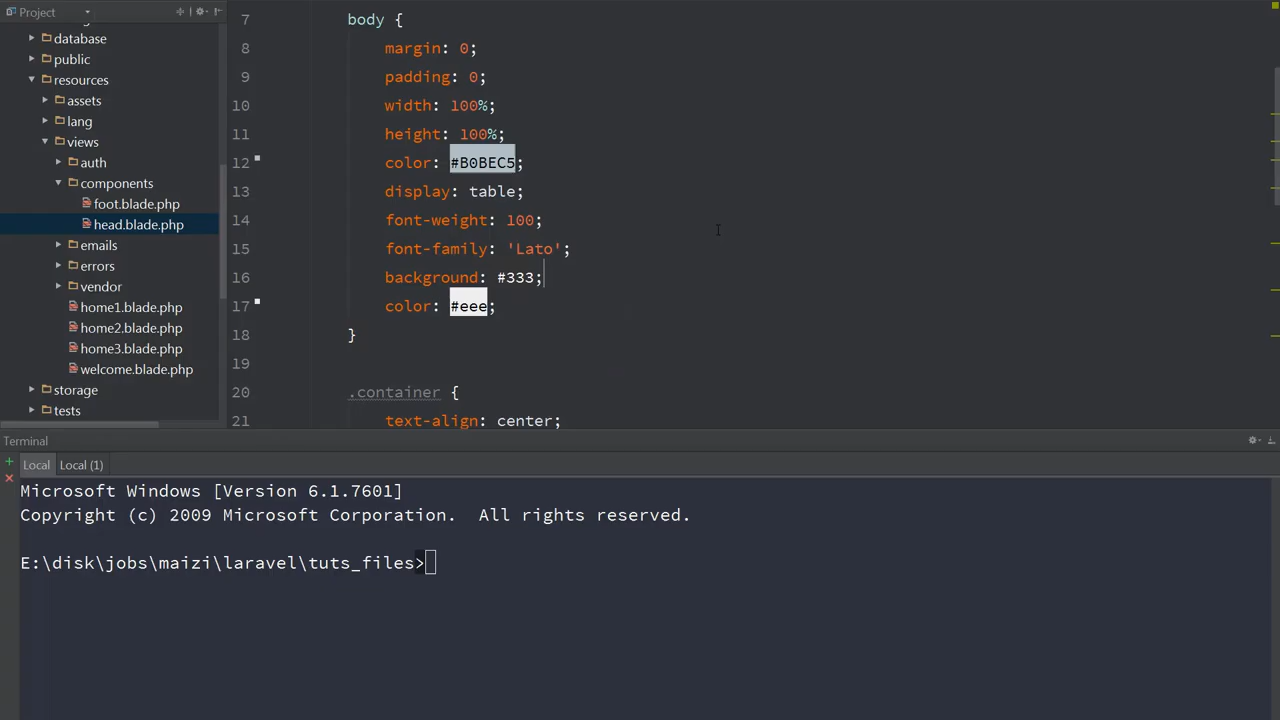 Project
database
public
resources
assets
lang
views
auth
components
foot.blade.php
head.blade.php
emails
errors
vendor
home1.blade.php
home2.blade.php
home3.blade.php
welcome.blade.php
storage
tests
7 body {
8 margin: 0;
9 padding: 0;
10 width: 100%;
11 height: 100%;
12 color: #B0BEC5;
13 display: table;
14 font-weight: 100;
15 font-family: 'Lato';
16 background: #333;
17 color: #eee;
18 }
19
20 .container {
21 text-align: center;
Terminal
Local Local (1)
Microsoft Windows [Version 6.1.7601]
Copyright (c) 2009 Microsoft Corporation. All rights reserved.
E:\disk\jobs\maizi\laravel\tuts_files>